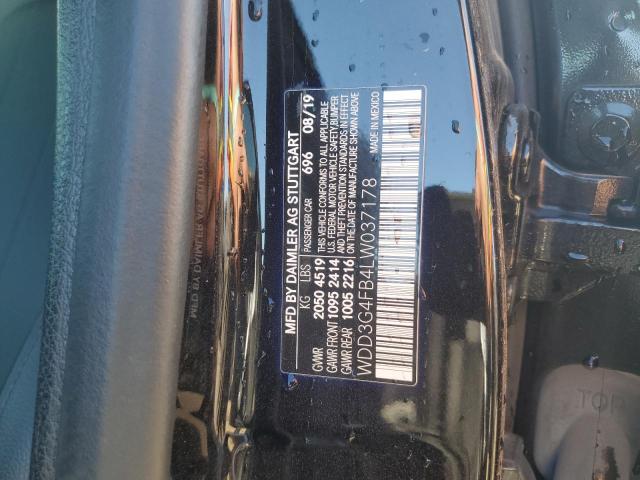 MFD BY DAIMLER AG STUTTGART
PASSENGER CAR 696 08/19
KG LBS
GVWR 2050 4519
GAWR FRONT 1095 2414
GAWR REAR 1005 2216
THIS VEHICLE CONFORMS TO ALL APPLICABLE
U.S. FEDERAL MOTOR VEHICLE SAFETY, BUMPER
AND THEFT PREVENTION STANDARDS IN EFFECT
ON THE DATE OF MANUFACTURE SHOWN ABOVE
MADE IN MEXICO
WDD3G4FB4LW037178
TOP